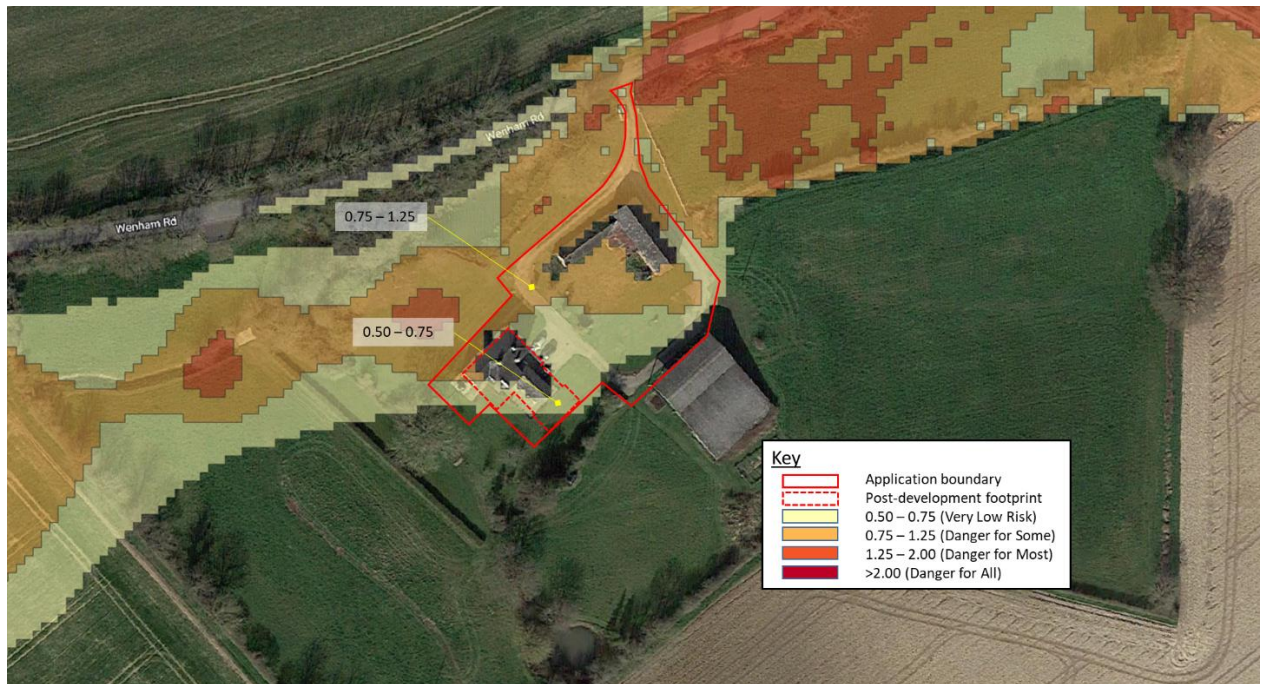 Wenham Rd
Wenham Rd
0.75 – 1.25
0.50 – 0.75
Key
Application boundary
Post-development footprint
0.50 – 0.75 (Very Low Risk)
0.75 – 1.25 (Danger for Some)
1.25 – 2.00 (Danger for Most)
>2.00 (Danger for All)